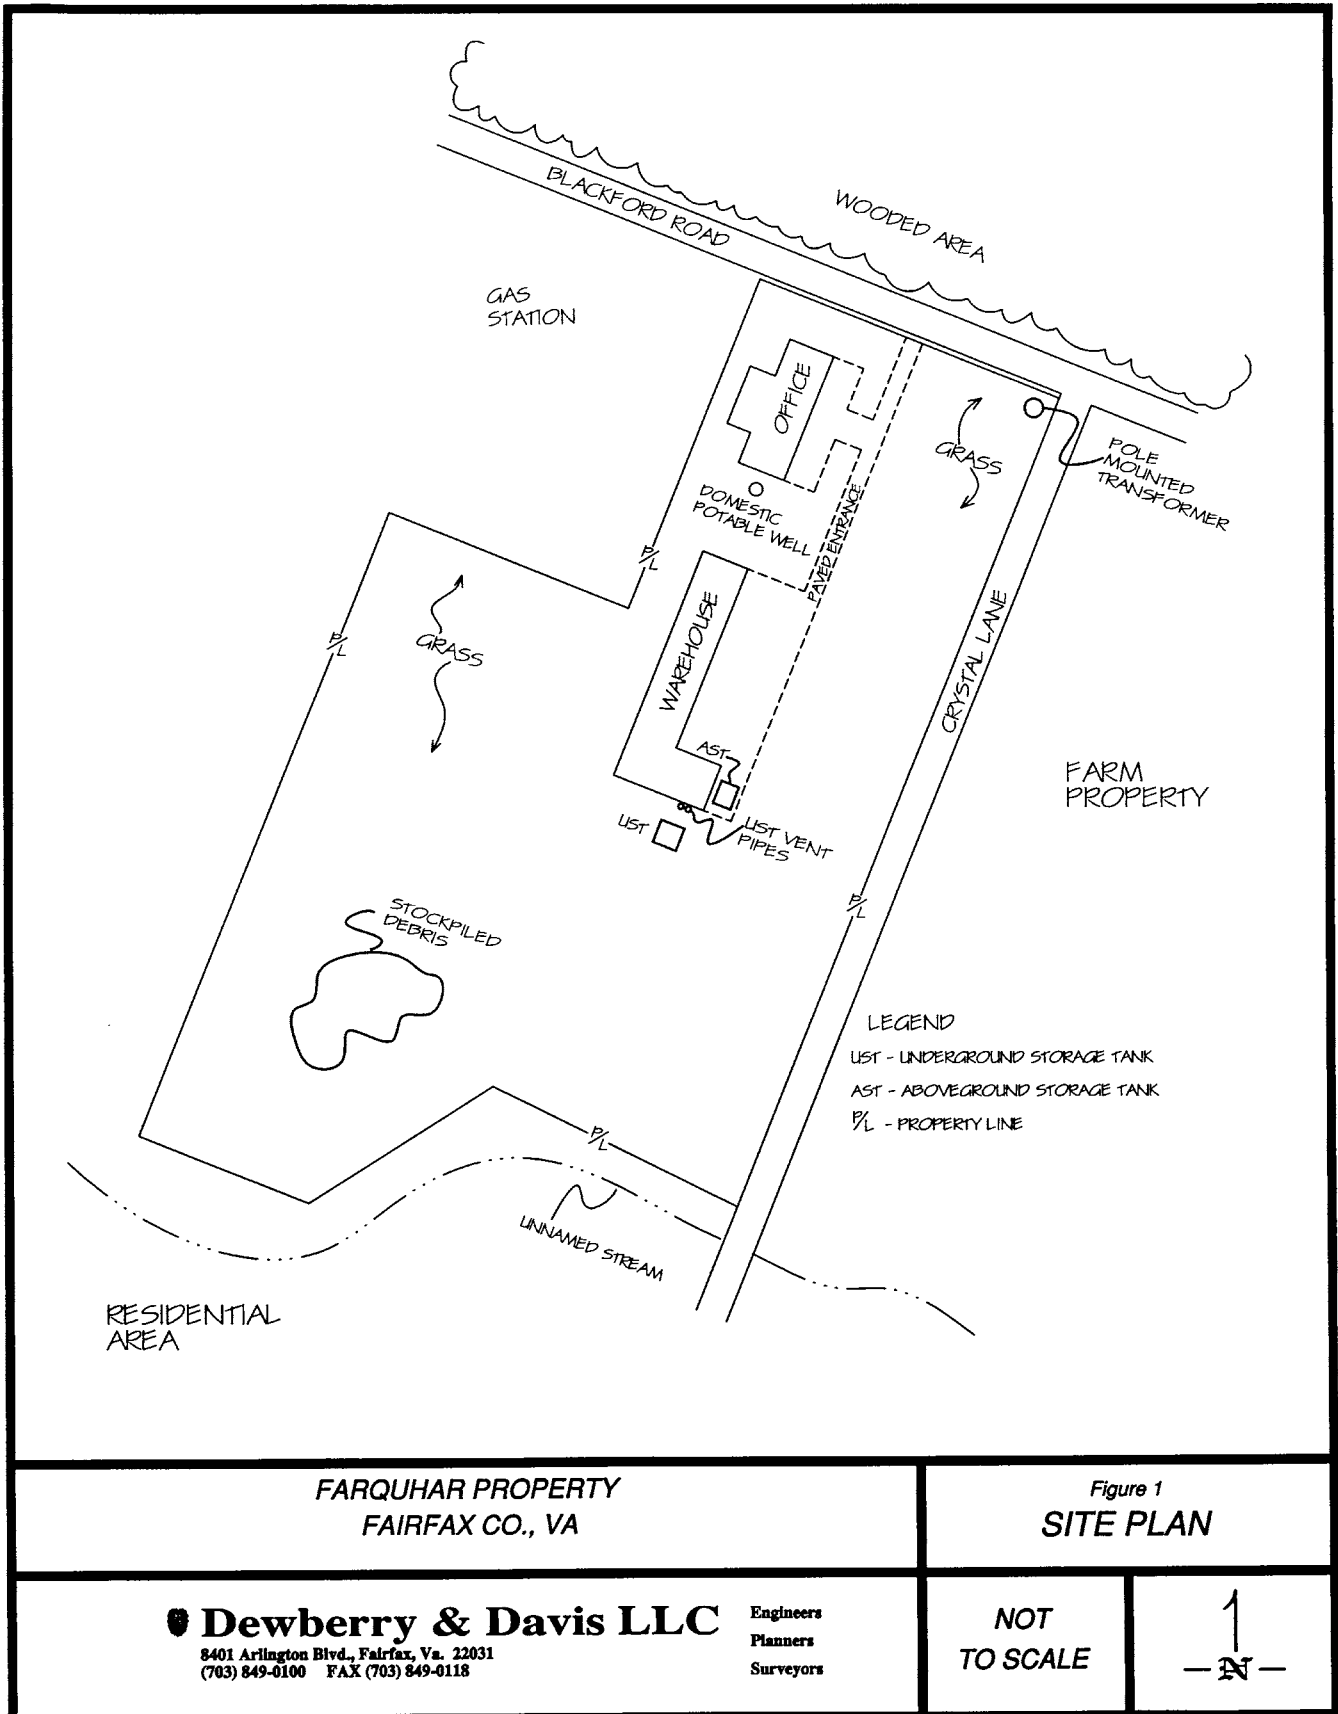 WOODED AREA
BLACKFORD ROAD
GAS
STATION
OFFICE
GRASS
POLE
MOUNTED
TRANSFORMER
DOMESTIC
POTABLE WELL
PAVED ENTRANCE
P/L
WAREHOUSE
CRYSTAL LANE
P/L
GRASS
AST
FARM
PROPERTY
UST
UST VENT
PIPES
P/L
STOCKPILED
DEBRIS
LEGEND
UST - UNDERGROUND STORAGE TANK
AST - ABOVEGROUND STORAGE TANK
P/L - PROPERTY LINE
P/L
UNNAMED STREAM
RESIDENTIAL
AREA
FARQUHAR PROPERTY
FAIRFAX CO., VA
Figure 1
SITE PLAN
Dewberry & Davis LLC
8401 Arlington Blvd., Fairfax, Va. 22031
(703) 849-0100 FAX (703) 849-0118
Engineers
Planners
Surveyors
NOT
TO SCALE
N